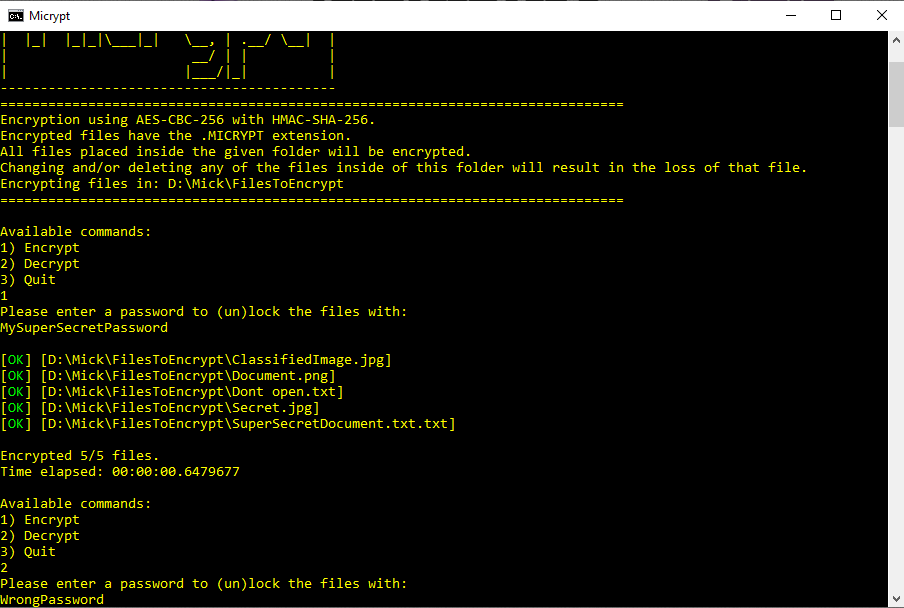 Micrypt
|  |_|  |_|_|\___|_|   \__, | .__/ \__|  |
|                       __/ | |          |
|                      |___/|_|          |
------------------------------------------
==============================================================================
Encryption using AES-CBC-256 with HMAC-SHA-256.
Encrypted files have the .MICRYPT extension.
All files placed inside the given folder will be encrypted.
Changing and/or deleting any of the files inside of this folder will result in the loss of that file.
Encrypting files in: D:\Mick\FilesToEncrypt
==============================================================================
Available commands:
1) Encrypt
2) Decrypt
3) Quit
1
Please enter a password to (un)lock the files with:
MySuperSecretPassword
[OK] [D:\Mick\FilesToEncrypt\ClassifiedImage.jpg]
[OK] [D:\Mick\FilesToEncrypt\Document.png]
[OK] [D:\Mick\FilesToEncrypt\Dont open.txt]
[OK] [D:\Mick\FilesToEncrypt\Secret.jpg]
[OK] [D:\Mick\FilesToEncrypt\SuperSecretDocument.txt.txt]
Encrypted 5/5 files.
Time elapsed: 00:00:00.6479677
Available commands:
1) Encrypt
2) Decrypt
3) Quit
2
Please enter a password to (un)lock the files with:
WrongPassword